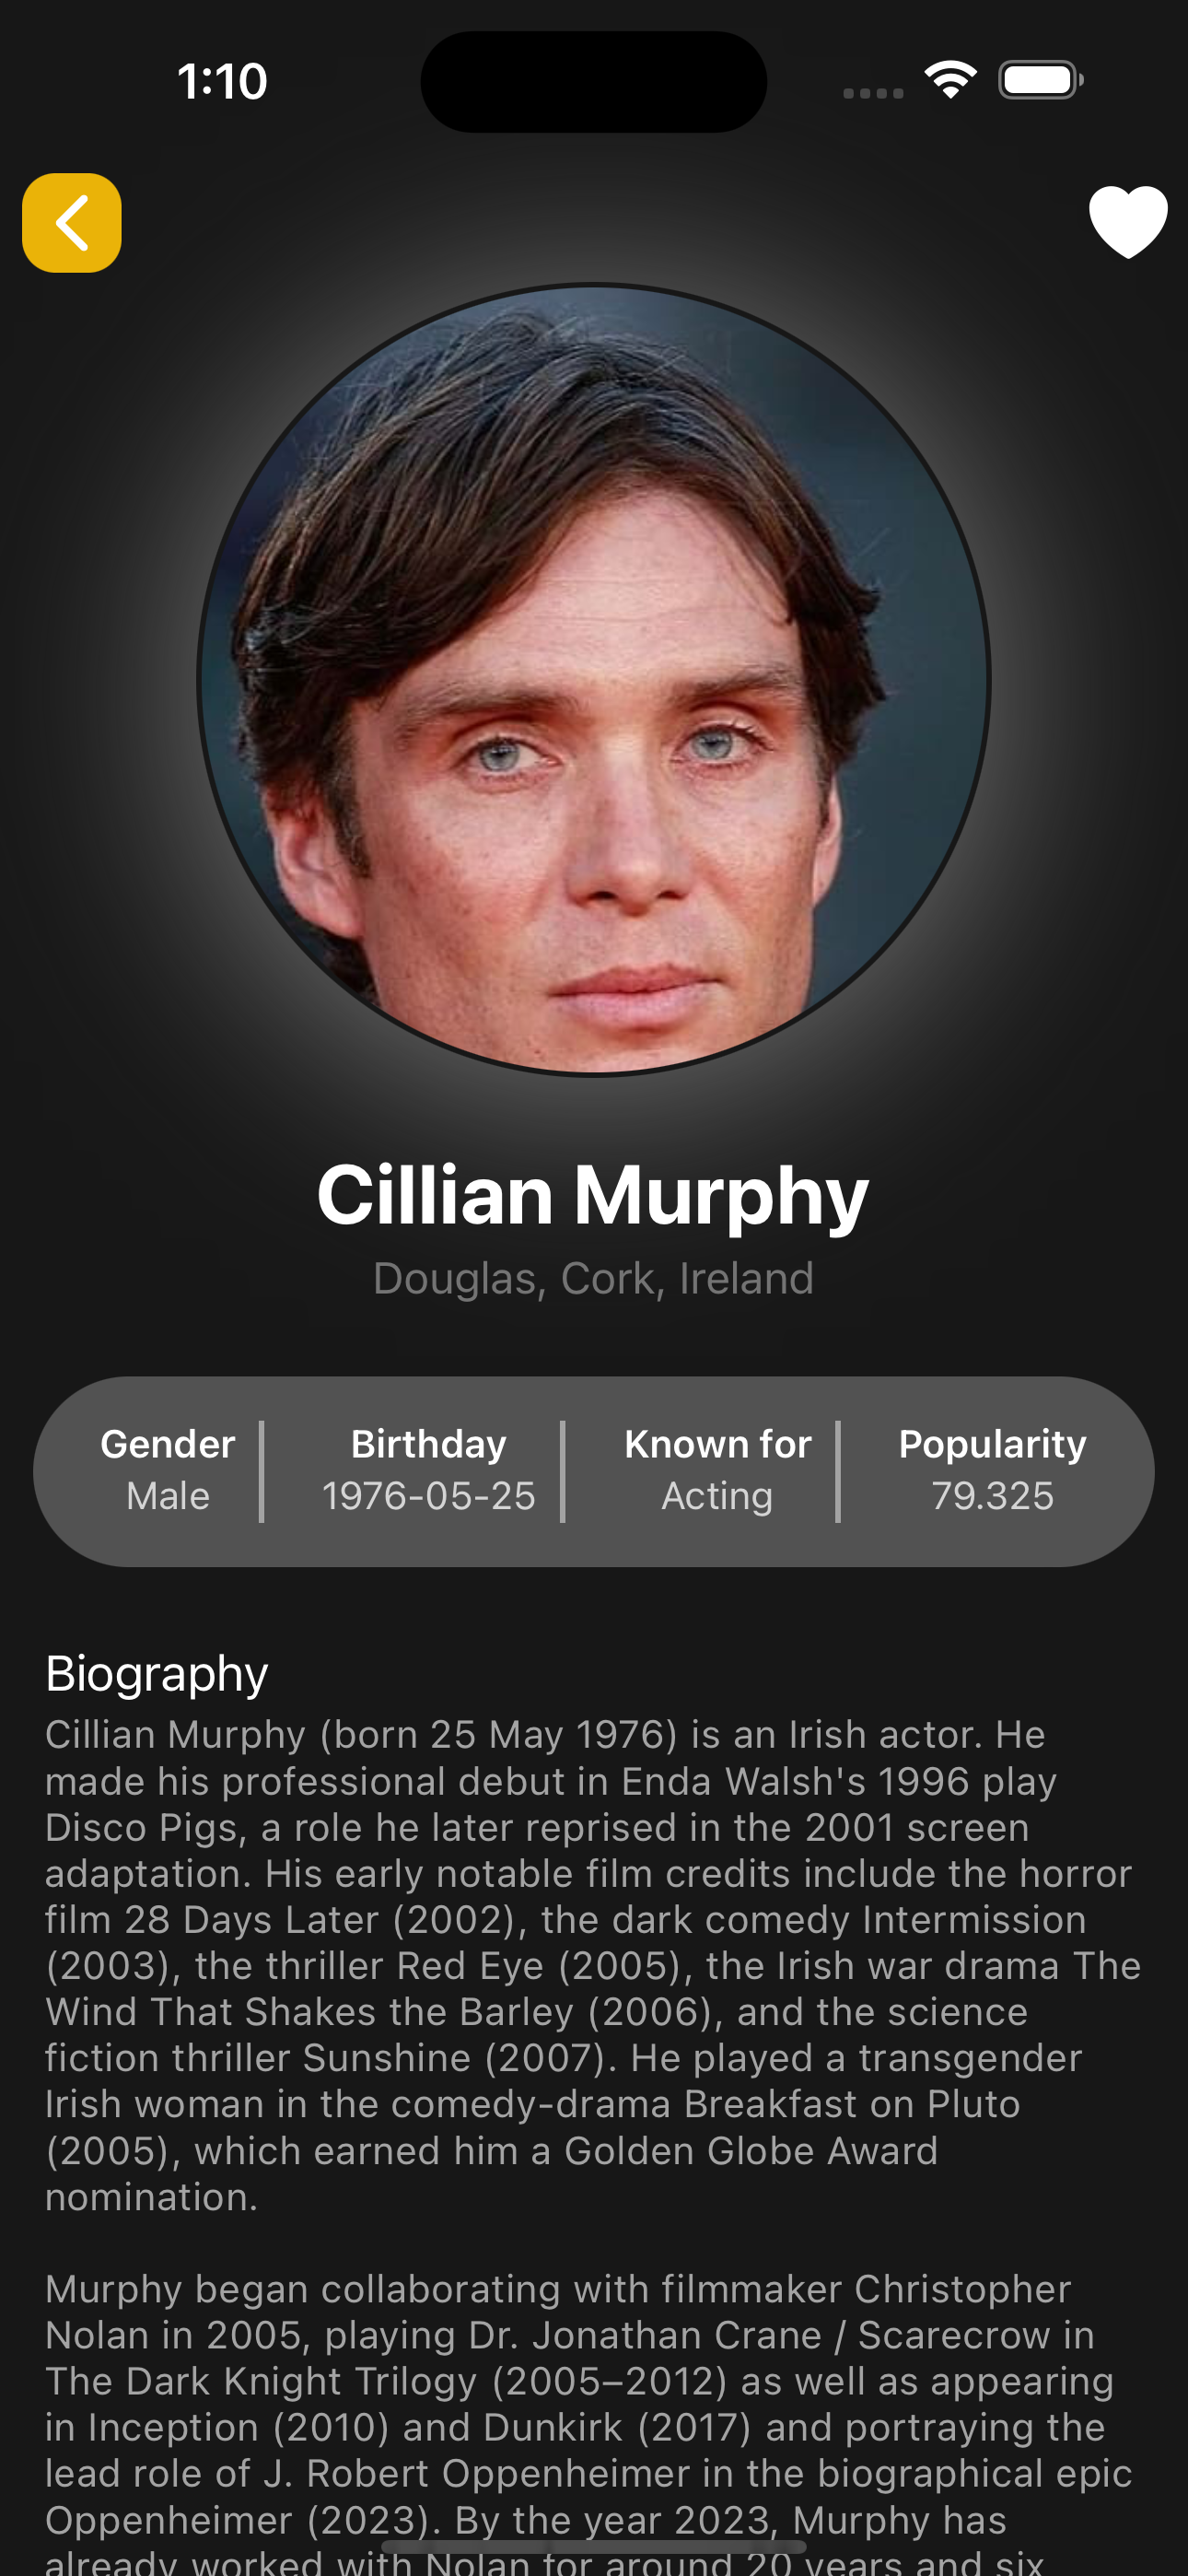 1:10
Cillian Murphy
Douglas, Cork, Ireland
Gender Birthday Known for Popularity
Male 1976-05-25 Acting 79.325
Biography
Cillian Murphy (born 25 May 1976) is an Irish actor. He
made his professional debut in Enda Walsh's 1996 play
Disco Pigs, a role he later reprised in the 2001 screen
adaptation. His early notable film credits include the horror
film 28 Days Later (2002), the dark comedy Intermission
(2003), the thriller Red Eye (2005), the Irish war drama The
Wind That Shakes the Barley (2006), and the science
fiction thriller Sunshine (2007). He played a transgender
Irish woman in the comedy-drama Breakfast on Pluto
(2005), which earned him a Golden Globe Award
nomination.
Murphy began collaborating with filmmaker Christopher
Nolan in 2005, playing Dr. Jonathan Crane / Scarecrow in
The Dark Knight Trilogy (2005–2012) as well as appearing
in Inception (2010) and Dunkirk (2017) and portraying the
lead role of J. Robert Oppenheimer in the biographical epic
Oppenheimer (2023). By the year 2023, Murphy has
already worked with Nolan for around 20 years and six